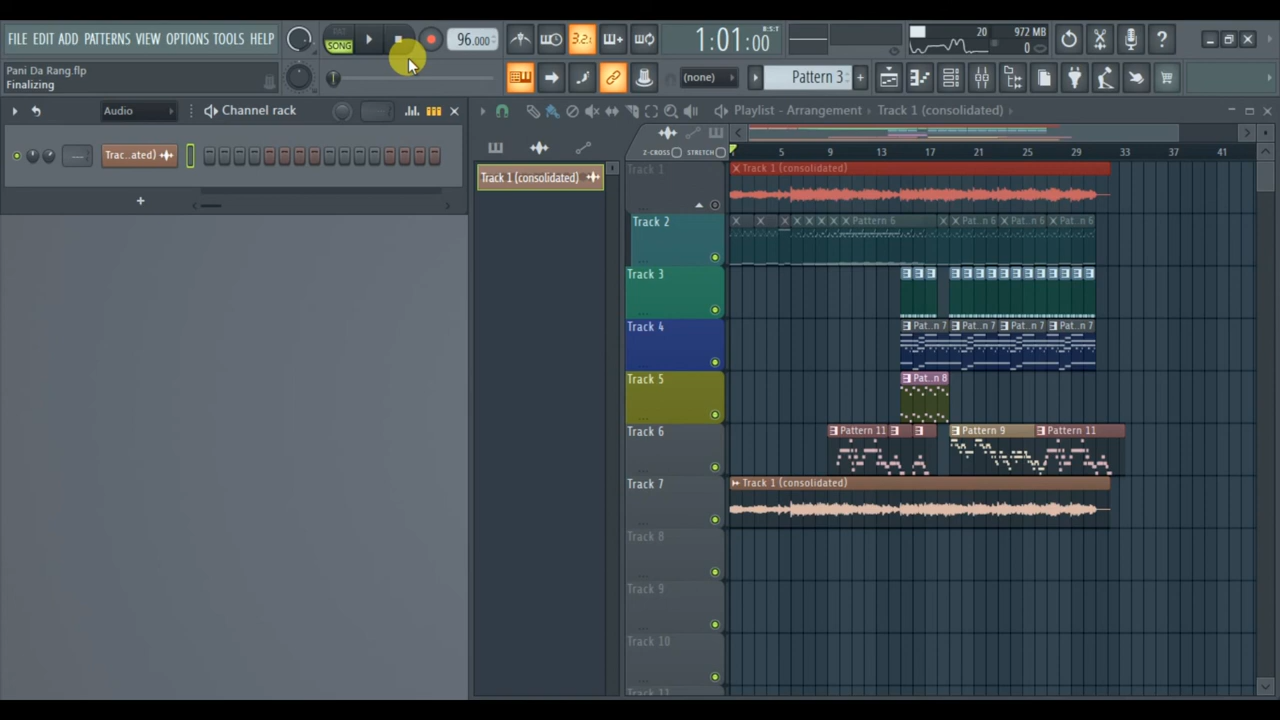 FILE EDIT ADD PATTERNS VIEW OPTIONS TOOLS HELP
PAT
SONG
96.000
3.2.
1:01:00
B:S:T
20
972 MB
0
Pani Da Rang.flp
Finalizing
(none)
Pattern 3
Audio
Channel rack
Playlist - Arrangement
Track 1 (consolidated)
Z-CROSS
STRETCH
5
9
13
17
21
25
29
33
37
41
Trac..ated)
Track 1 (consolidated)
Track 1
Track 1 (consolidated)
Track 2
Pattern 6
Pat..n 6
Pat..n 6
Pat..n 6
Track 3
Track 4
Pat..n 7
Pat..n 7
Pat..n 7
Pat..n 7
Track 5
Pat..n 8
Track 6
Pattern 11
Pattern 9
Pattern 11
Track 7
Track 1 (consolidated)
Track 8
Track 9
Track 10